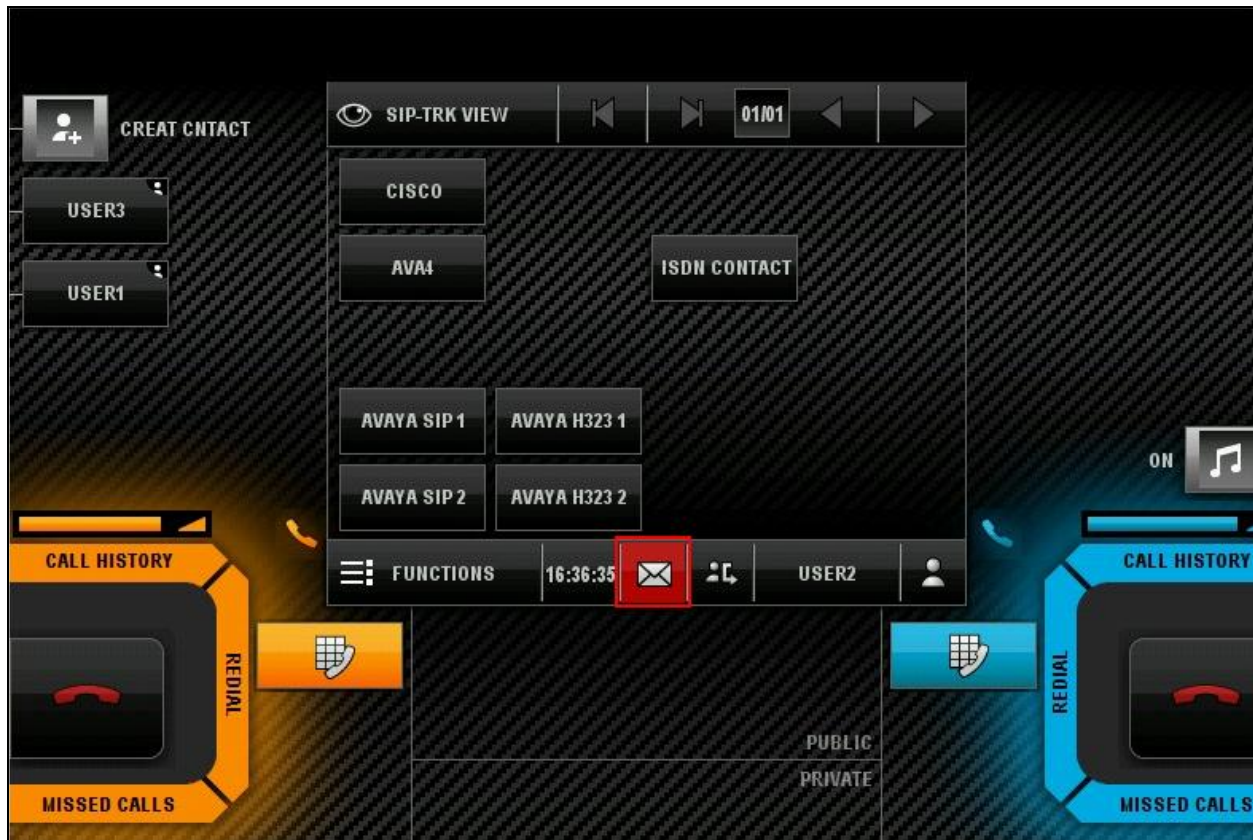 SIP-TRK VIEW 01/01
CREAT CNTACT
CISCO
USER3
AVA4 ISDN CONTACT
USER1
AVAYA SIP 1 AVAYA H323 1
ON
AVAYA SIP 2 AVAYA H323 2
CALL HISTORY
FUNCTIONS 16:36:35 USER2
CALL HISTORY
REDIAL
REDIAL
PUBLIC
PRIVATE
MISSED CALLS
MISSED CALLS